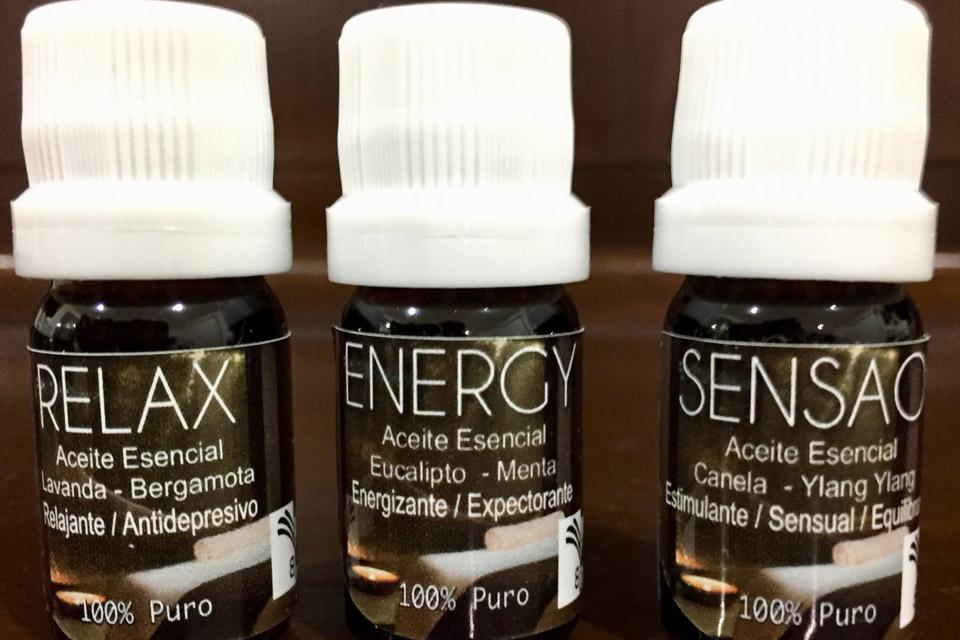 RELAX
Aceite Esencial
Lavanda - Bergamota
Relajante / Antidepresivo
100% Puro
ENERGY
Aceite Esencial
Eucalipto - Menta
Energizante / Expectorante
100% Puro
Aceite Esencial
Canela - Ylang Ylang
Estimulante / Sensual /
100% Puro